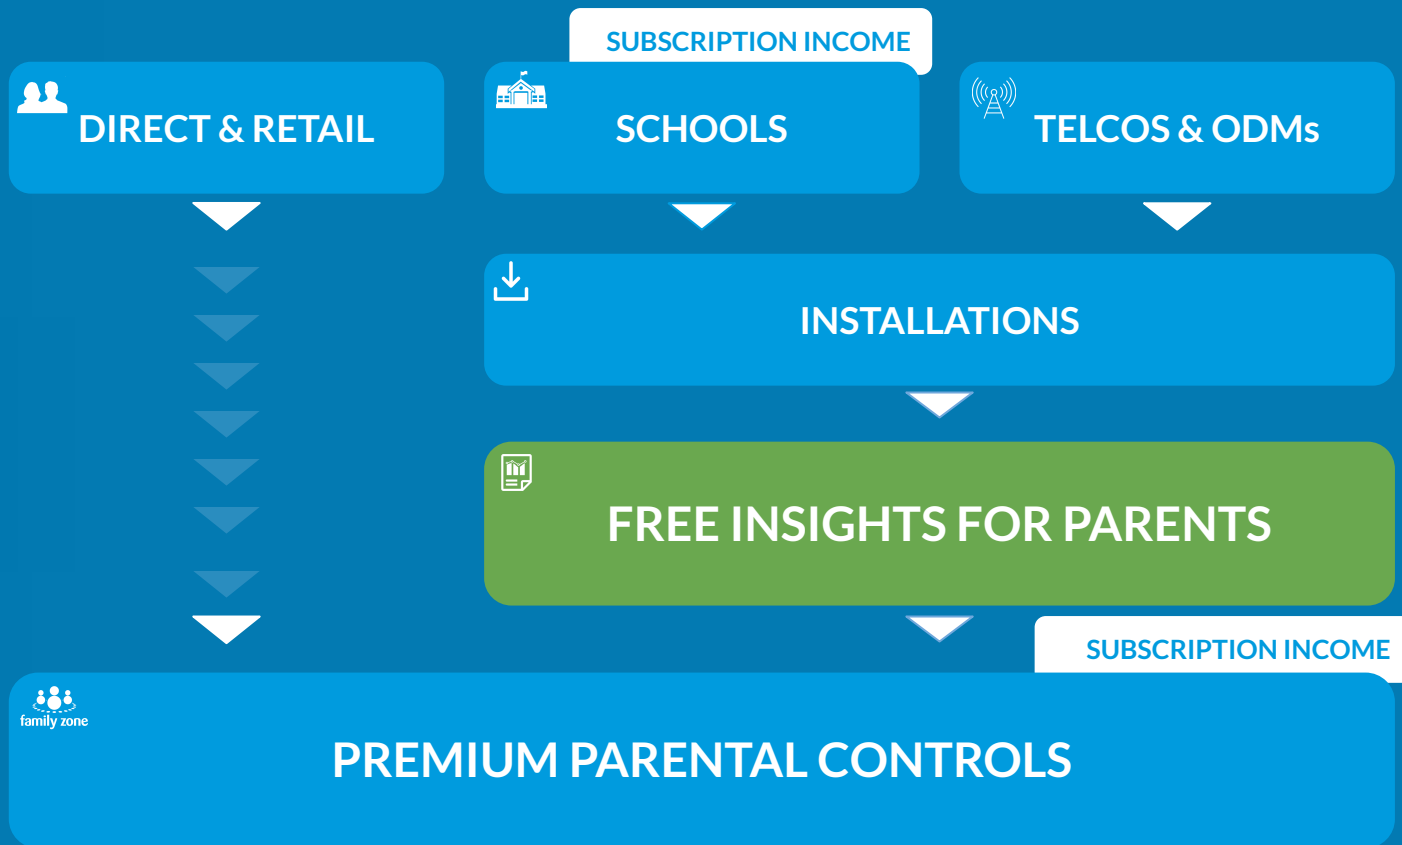 SUBSCRIPTION INCOME
DIRECT & RETAIL
SCHOOLS
TELCOS & ODMs
INSTALLATIONS
FREE INSIGHTS FOR PARENTS
SUBSCRIPTION INCOME
family zone
PREMIUM PARENTAL CONTROLS